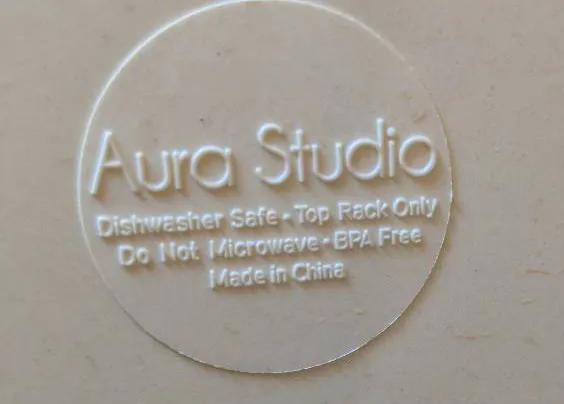 Aura Studio
Dishwasher Safe • Top Rack Only
Do Not Microwave • BPA Free
Made in China